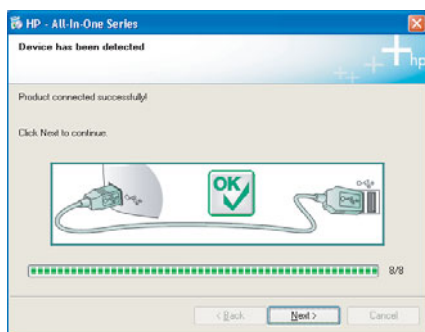 HP - All-In-One Series
Device has been detected
hp
Product connected successfully!
Click Next to continue.
OK
8/8
< Back Next > Cancel